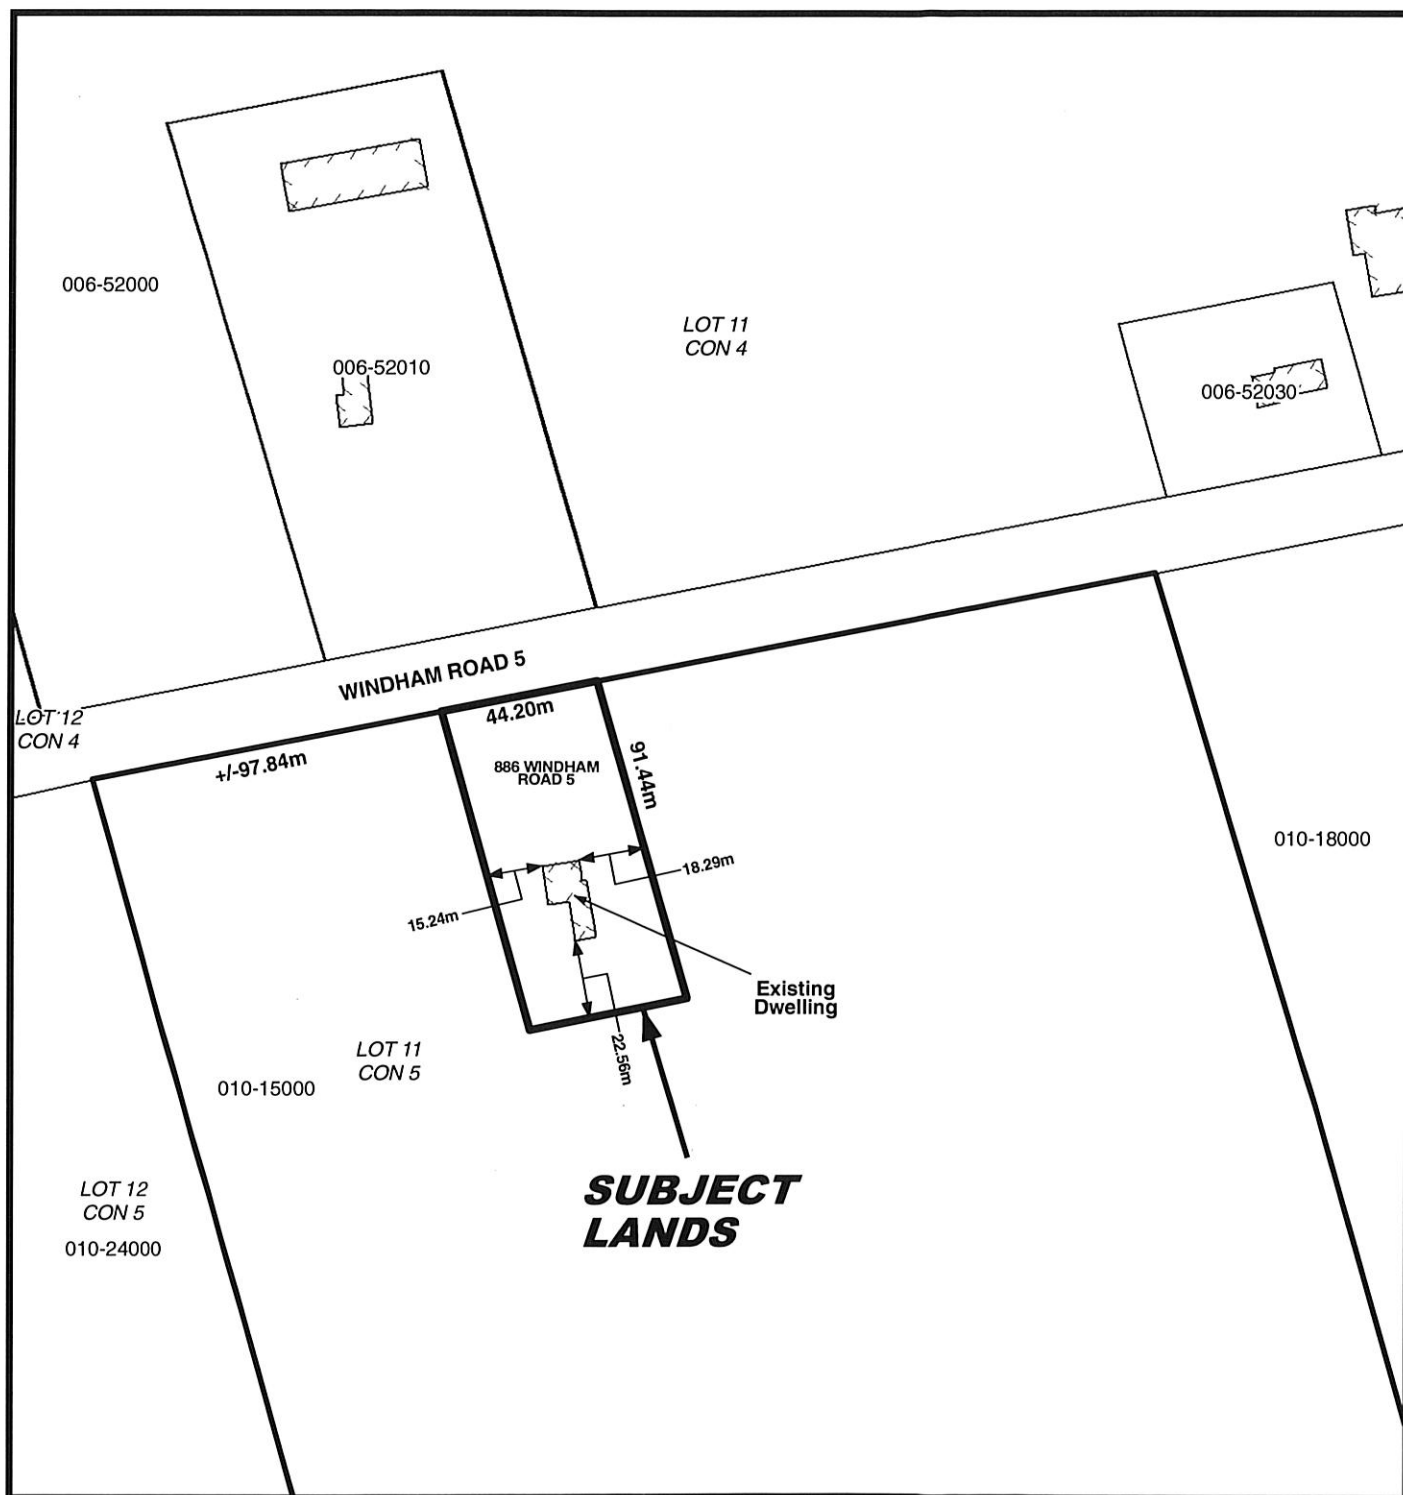 006-52000
006-52010
LOT 11
CON 4
006-52030
WINDHAM ROAD 5
LOT 12
CON 4
+/-97.84m
44.20m
91.44m
886 WINDHAM
ROAD 5
15.24m
18.29m
22.56m
Existing
Dwelling
010-18000
LOT 11
CON 5
010-15000
LOT 12
CON 5
010-24000
SUBJECT
LANDS